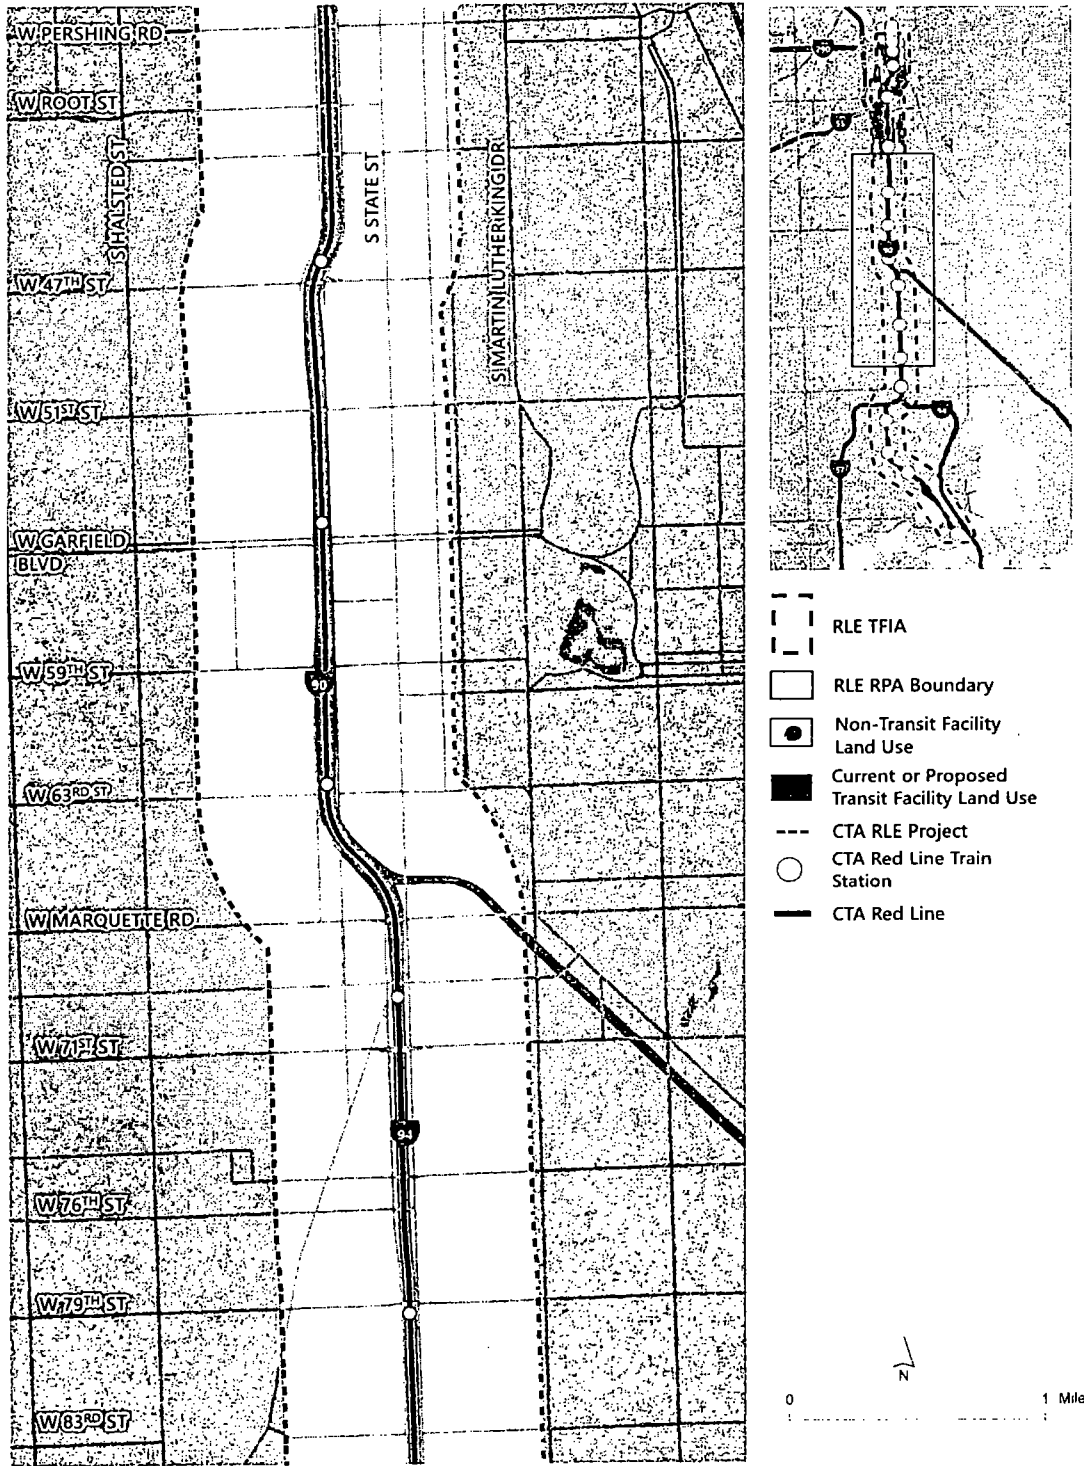 W PERSHING RD
W ROOT ST
S HALSTED ST
S STATE ST
S MARTIN LUTHER KING DR
W 47TH ST
W 51ST ST
W GARFIELD
BLVD
W 59TH ST
90
W 63RD ST
W MARQUETTE RD
W 71ST ST
94
W 76TH ST
W 79TH ST
W 83RD ST
RLE TFIA
RLE RPA Boundary
Non-Transit Facility
Land Use
Current or Proposed
Transit Facility Land Use
CTA RLE Project
CTA Red Line Train
Station
CTA Red Line
N
0 1 Mile